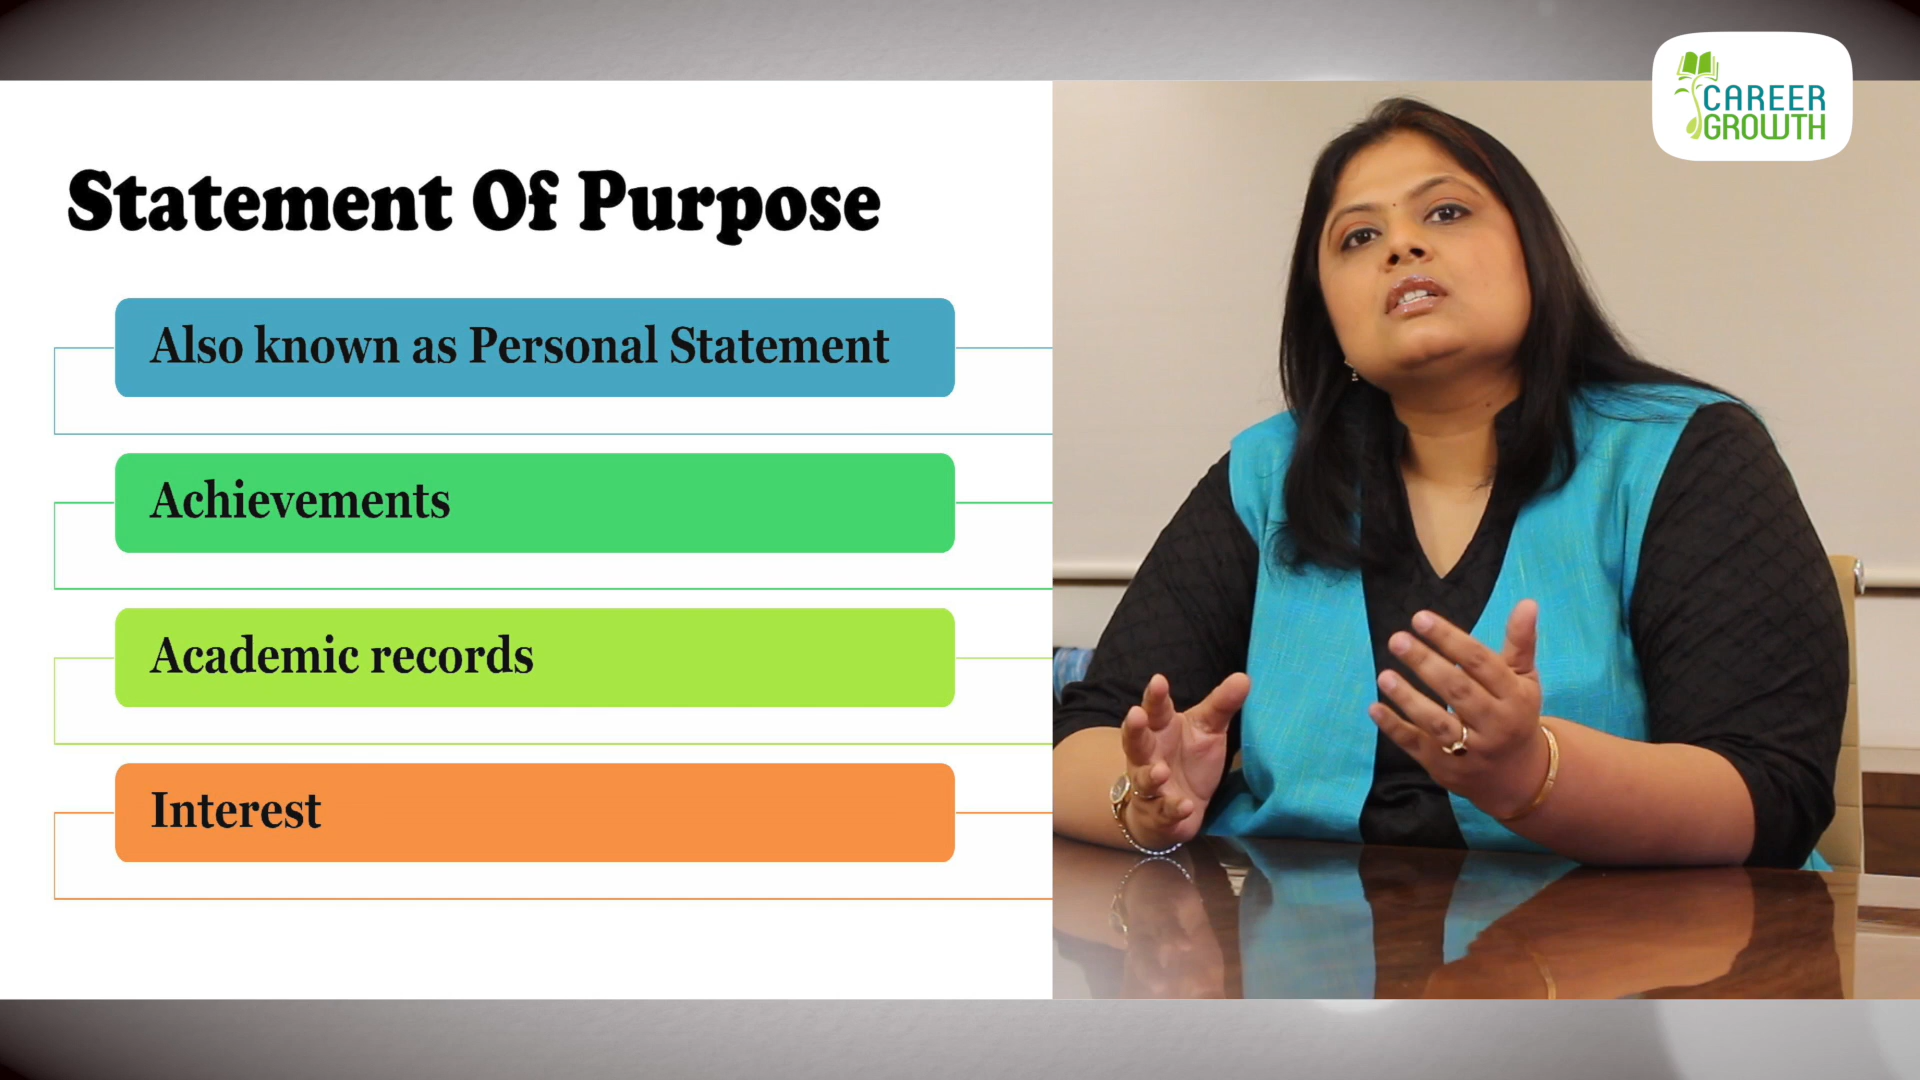 Statement Of Purpose
Also known as Personal Statement
Achievements
Academic records
Interest
CAREER
GROWTH